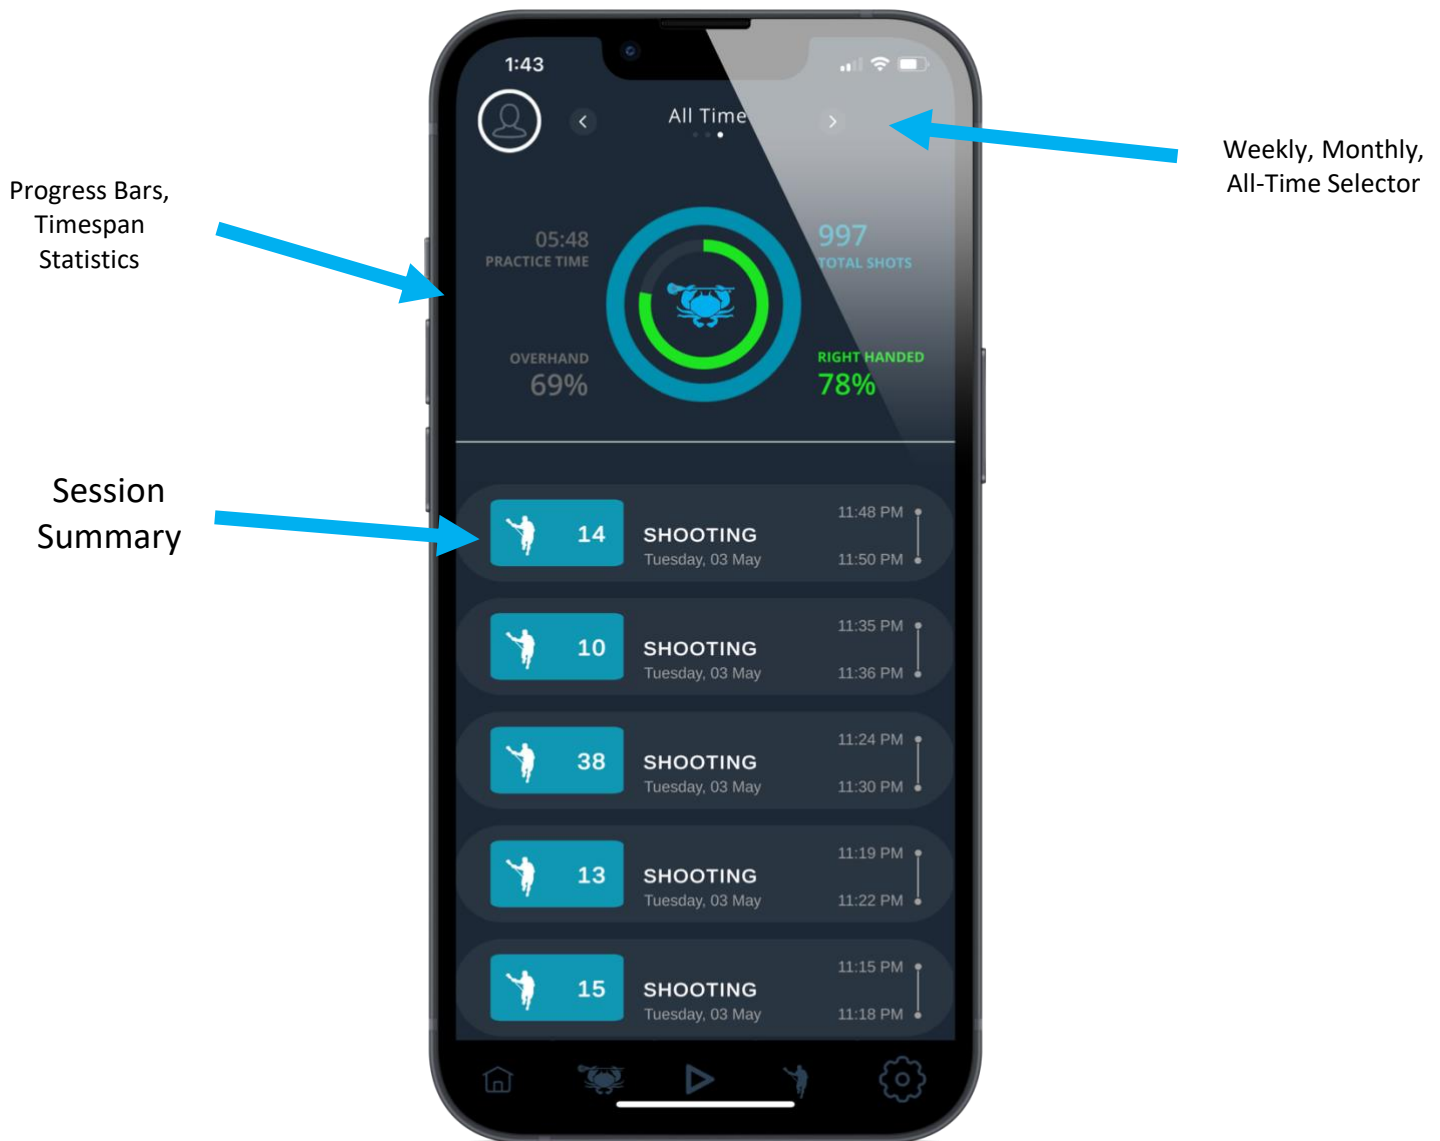 1:43
All Time
Weekly, Monthly,
All-Time Selector
Progress Bars,
Timespan
Statistics
05:48
PRACTICE TIME
997
TOTAL SHOTS
OVERHAND
69%
RIGHT HANDED
78%
Session
Summary
14
SHOOTING
Tuesday, 03 May
11:48 PM
11:50 PM
10
SHOOTING
Tuesday, 03 May
11:35 PM
11:36 PM
38
SHOOTING
Tuesday, 03 May
11:24 PM
11:30 PM
13
SHOOTING
Tuesday, 03 May
11:19 PM
11:22 PM
15
SHOOTING
Tuesday, 03 May
11:15 PM
11:18 PM